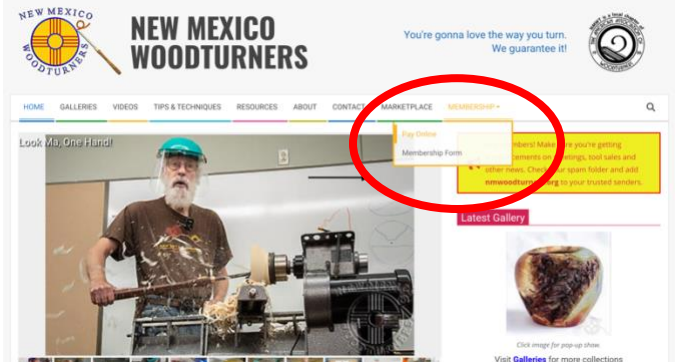 NEW MEXICO
WOODTURNERS
NEW MEXICO
WOODTURNERS
You're gonna love the way you turn.
We guarantee it!
HOME GALLERIES VIDEOS TIPS & TECHNIQUES RESOURCES ABOUT CONTACT MARKETPLACE MEMBERSHIP
Pay Online
Membership Form
Look Ma, One Hand!
Make sure you're getting
on meetings, tool sales and
other news. Check your spam folder and add
nmwoodturners.org to your trusted senders.
Latest Gallery
Click image for pop-up show.
Visit Galleries for more collections